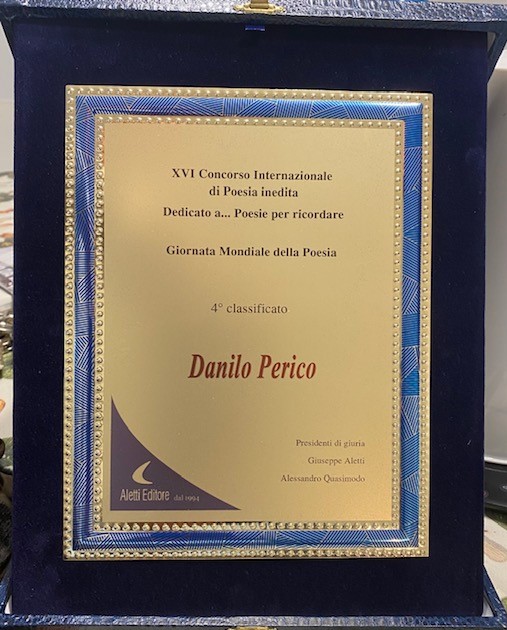 XVI Concorso Internazionale
di Poesia inedita
Dedicato a... Poesie per ricordare
Giornata Mondiale della Poesia
4° classificato
Danilo Perico
Presidenti di giuria
Giuseppe Aletti
Alessandro Quasimodo
Aletti Editore dal 1994